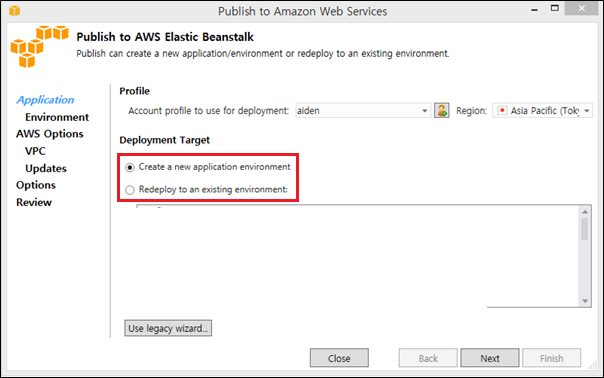 Publish to Amazon Web Services
Publish to AWS Elastic Beanstalk
Publish can create a new application/environment or redeploy to an existing environment.
Application
Environment
AWS Options
VPC
Updates
Options
Review
Profile
Account profile to use for deployment: aiden Region: Asia Pacific (Tok
Deployment Target
Create a new application environment
Redeploy to an existing environment:
Use legacy wizard...
Close Back Next Finish